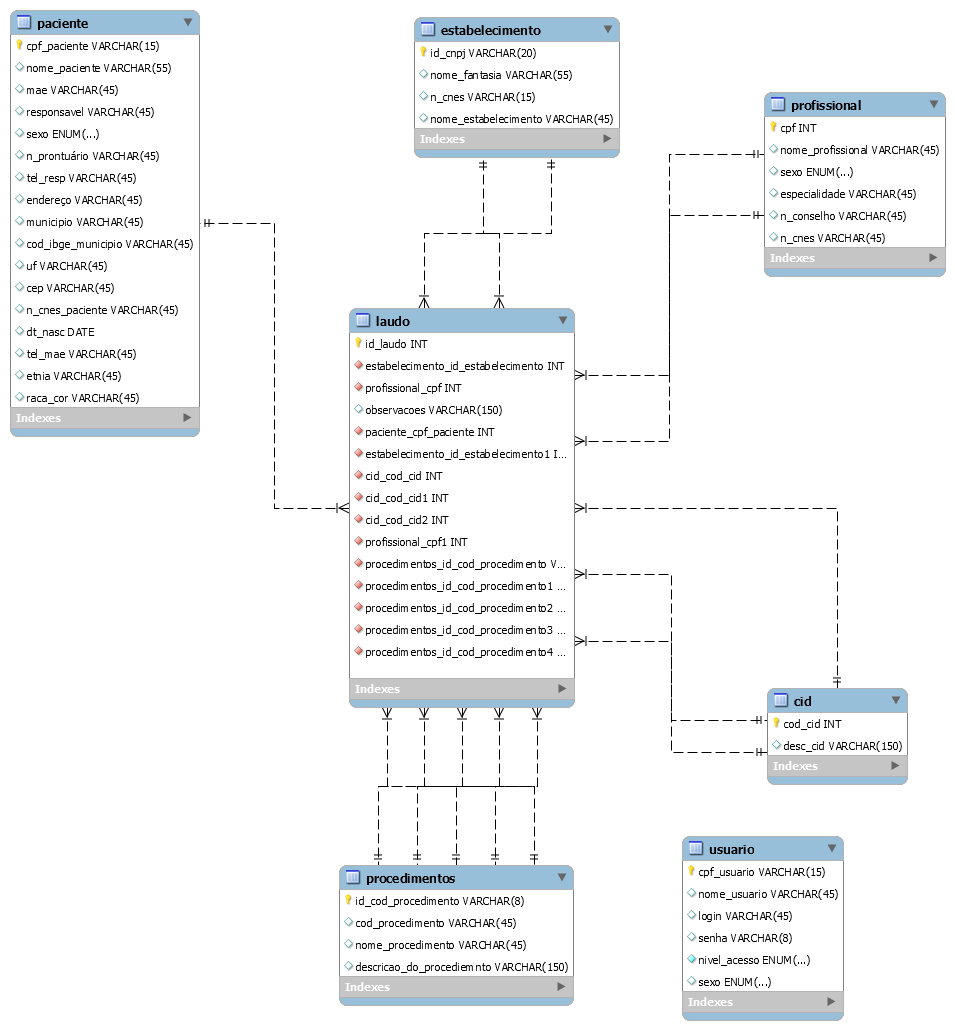 paciente
cpf_paciente VARCHAR(15)
nome_paciente VARCHAR(55)
mae VARCHAR(45)
responsavel VARCHAR(45)
sexo ENUM(...)
n_prontuário VARCHAR(45)
tel_resp VARCHAR(45)
endereço VARCHAR(45)
municipio VARCHAR(45)
cod_ibge_municipio VARCHAR(45)
uf VARCHAR(45)
cep VARCHAR(45)
n_cnes_paciente VARCHAR(45)
dt_nasc DATE
tel_mae VARCHAR(45)
etnia VARCHAR(45)
raca_cor VARCHAR(45)
Indexes
estabelecimento
id_cnpj VARCHAR(20)
nome_fantasia VARCHAR(55)
n_cnes VARCHAR(15)
nome_estabelecimento VARCHAR(45)
Indexes
profissional
cpf INT
nome_profissional VARCHAR(45)
sexo ENUM(...)
especialidade VARCHAR(45)
n_conselho VARCHAR(45)
n_cnes VARCHAR(45)
Indexes
laudo
id_laudo INT
estabelecimento_id_estabelecimento INT
profissional_cpf INT
observacoes VARCHAR(150)
paciente_cpf_paciente INT
estabelecimento_id_estabelecimento1 I...
cid_cod_cid INT
cid_cod_cid1 INT
cid_cod_cid2 INT
profissional_cpf1 INT
procedimentos_id_cod_procedimento V...
procedimentos_id_cod_procedimento1 ...
procedimentos_id_cod_procedimento2 ...
procedimentos_id_cod_procedimento3 ...
procedimentos_id_cod_procedimento4 ...
Indexes
cid
cod_cid INT
desc_cid VARCHAR(150)
Indexes
procedimentos
id_cod_procedimento VARCHAR(8)
cod_procedimento VARCHAR(45)
nome_procedimento VARCHAR(45)
descricao_do_procediemnto VARCHAR(150)
Indexes
usuario
cpf_usuario VARCHAR(15)
nome_usuario VARCHAR(45)
login VARCHAR(45)
senha VARCHAR(8)
nivel_acesso ENUM(...)
sexo ENUM(...)
Indexes